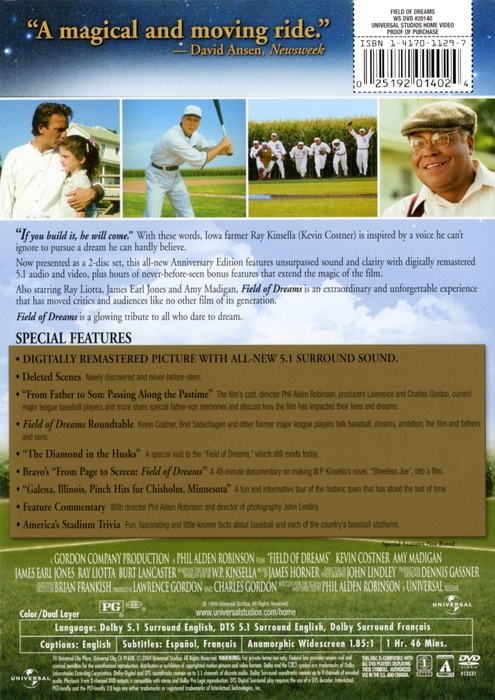 "A magical and moving ride."
— David Ansen, Newsweek
FIELD OF DREAMS
WS DVD #20140
UNIVERSAL STUDIOS HOME VIDEO
PROOF OF PURCHASE
ISBN 1-4170-1129-7
0 25192 01402 4
"If you build it, he will come." With these words, Iowa farmer Ray Kinsella (Kevin Costner) is inspired by a voice he can't
ignore to pursue a dream he can hardly believe.
Now presented as a 2-disc set, this all-new Anniversary Edition features unsurpassed sound and clarity with digitally remastered
5.1 audio and video, plus hours of never-before-seen bonus features that extend the magic of the film.
Also starring Ray Liotta, James Earl Jones and Amy Madigan. Field of Dreams is an extraordinary and unforgettable experience
that has moved critics and audiences like no other film of its generation.
Field of Dreams is a glowing tribute to all who dare to dream.
SPECIAL FEATURES
• DIGITALLY REMASTERED PICTURE WITH ALL-NEW 5.1 SURROUND SOUND.
• Deleted Scenes Newly discovered and never-before-seen.
• "From Father to Son: Passing Along the Pastime" The film's cast, director Phil Alden Robinson, producers Lawrence and Charles Gordon, current
major league baseball players and more share special father-son memories and discuss how the film has impacted their lives and dreams.
• Field of Dreams Roundtable Kevin Costner, Bret Saberhagen and other former major league players talk baseball, dreams, ambition, the film and fathers
and sons.
• "The Diamond in the Husks" A special visit to the "Field of Dreams," which still exists today.
• Bravo's "From Page to Screen: Field of Dreams" A 48-minute documentary on making W.P. Kinsella's novel, "Shoeless Joe", into a film.
• "Galena, Illinois, Pinch Hits for Chisholm, Minnesota" A fun and informative tour of the historic town that has stood the test of time.
• Feature Commentary With director Phil Alden Robinson and director of photography John Lindley.
• America's Stadium Trivia Fun, fascinating and little-known facts about baseball and each of the country's baseball stadiums.
Special Features Not Rated
A GORDON COMPANY PRODUCTION A PHIL ALDEN ROBINSON FILM "FIELD OF DREAMS" KEVIN COSTNER AMY MADIGAN
JAMES EARL JONES RAY LIOTTA BURT LANCASTER W.P. KINSELLA JAMES HORNER JOHN LINDLEY DENNIS GASSNER
BRIAN FRANKISH LAWRENCE GORDON AND CHARLES GORDON PHIL ALDEN ROBINSON A UNIVERSAL RELEASE
PG
© 1989 Universal Studios. All Rights Reserved.
www.universalstudios.com/home
UNIVERSAL
Color/Dual Layer
Language: Dolby 5.1 Surround English, DTS 5.1 Surround English, Dolby Surround Français
Captions: English Subtitles: Español, Français Anamorphic Widescreen 1.85:1 1 Hr. 46 Mins.
UNIVERSAL
DVD VIDEO
#12531